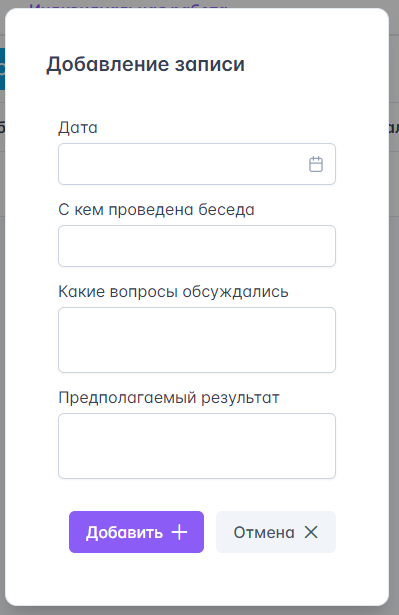 Добавление записи
Дата
С кем проведена беседа
Какие вопросы обсуждались
Предполагаемый результат
Добавить
Отмена